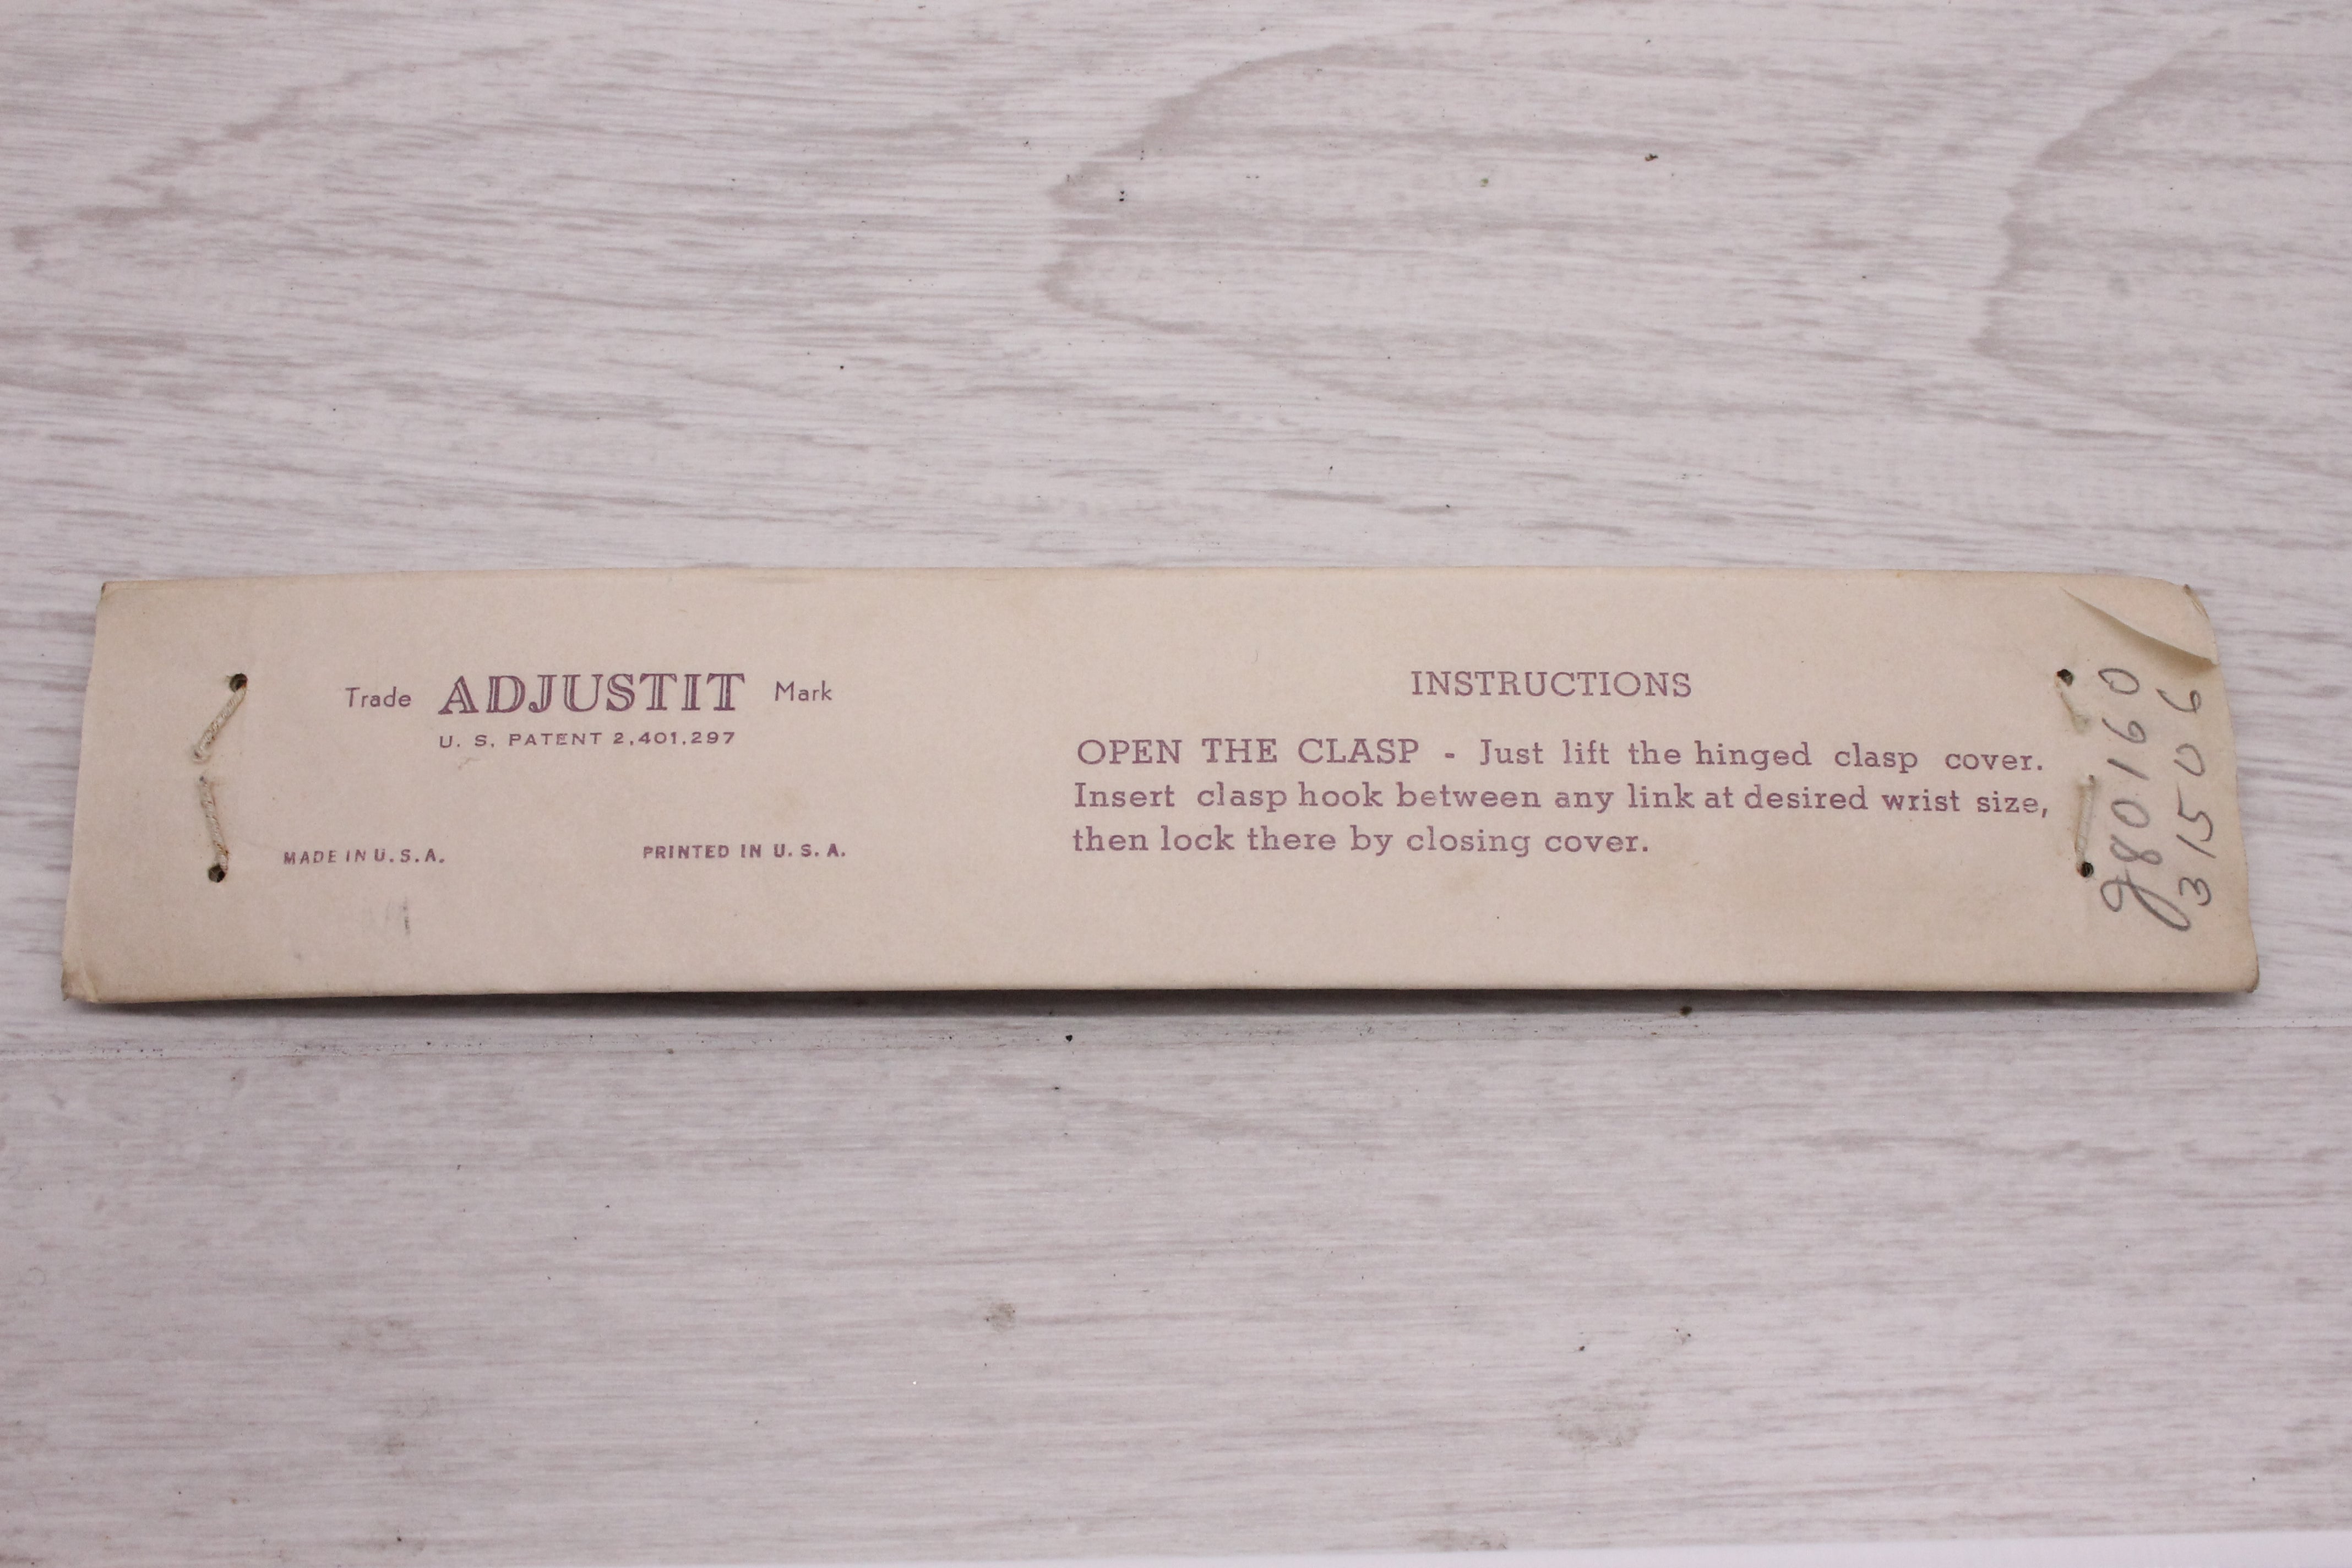 Trade ADJUSTIT Mark
U. S. PATENT 2,401,297
MADE IN U.S.A.
PRINTED IN U.S.A.
INSTRUCTIONS
OPEN THE CLASP - Just lift the hinged clasp cover.
Insert clasp hook between any link at desired wrist size,
then lock there by closing cover.
J80160
31506